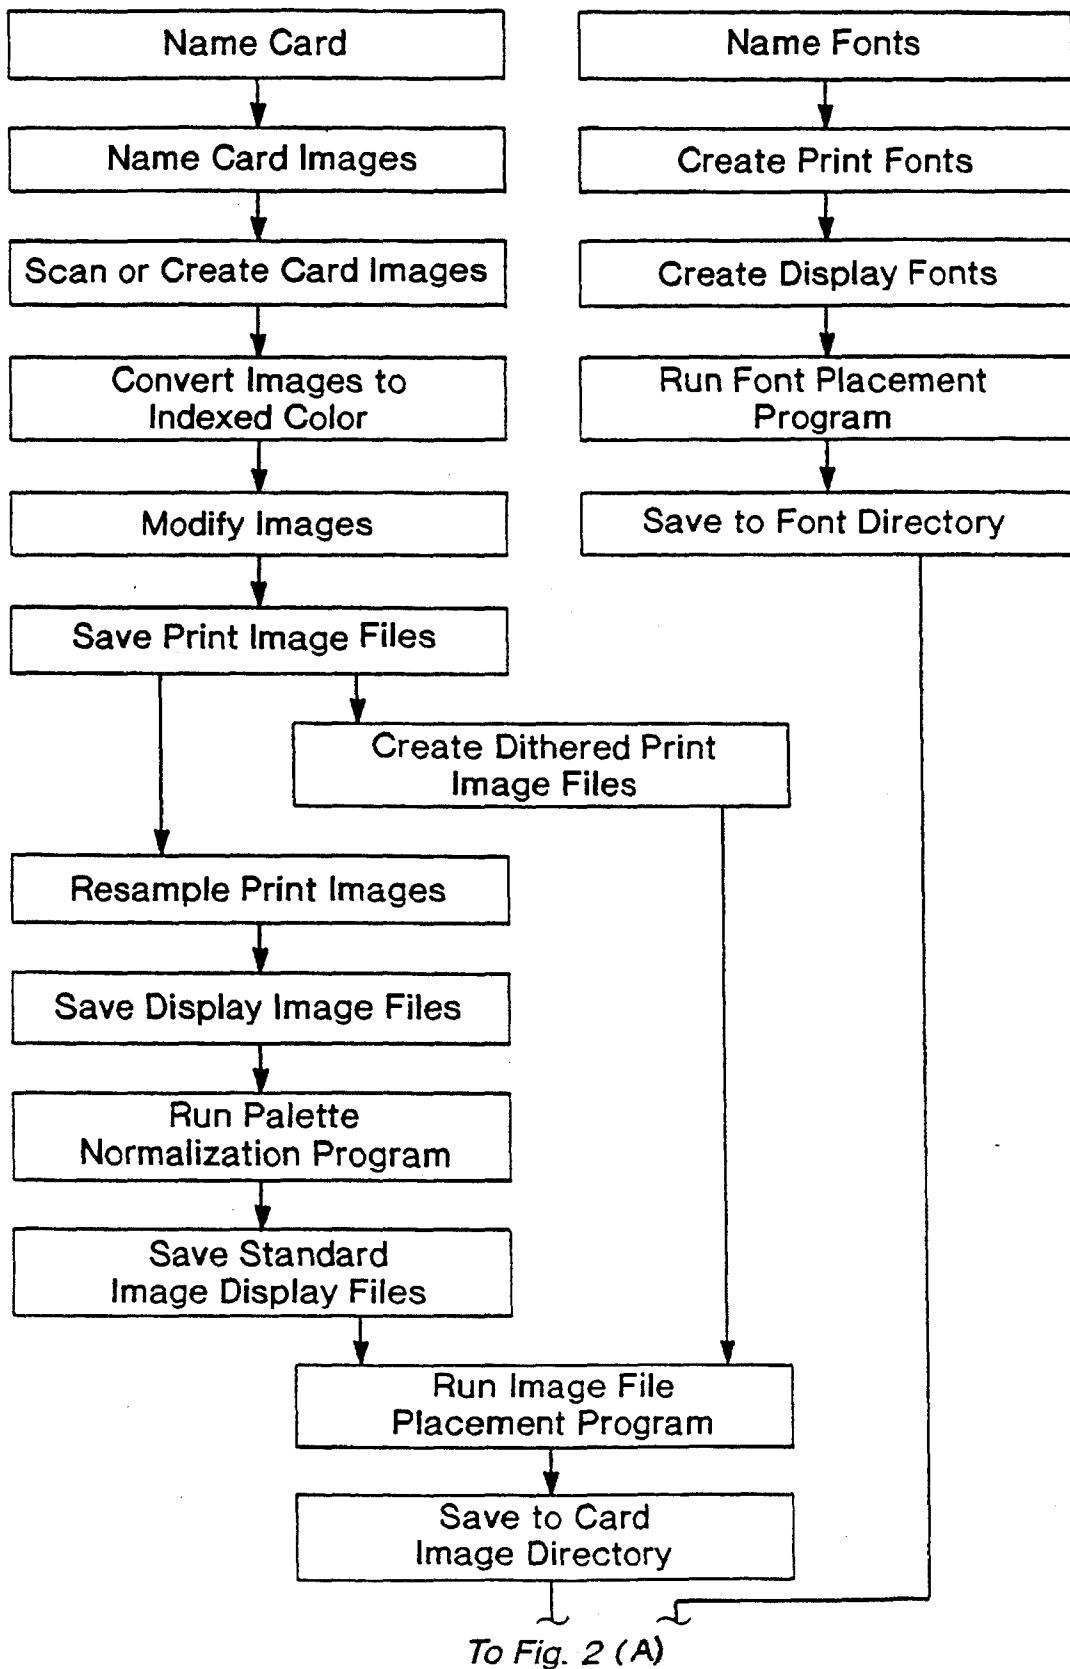 Name Card
Name Fonts
Name Card Images
Create Print Fonts
Scan or Create Card Images
Create Display Fonts
Convert Images to
Indexed Color
Run Font Placement
Program
Modify Images
Save to Font Directory
Save Print Image Files
Create Dithered Print
Image Files
Resample Print Images
Save Display Image Files
Run Palette
Normalization Program
Save Standard
Image Display Files
Run Image File
Placement Program
Save to Card
Image Directory
To Fig. 2 (A)